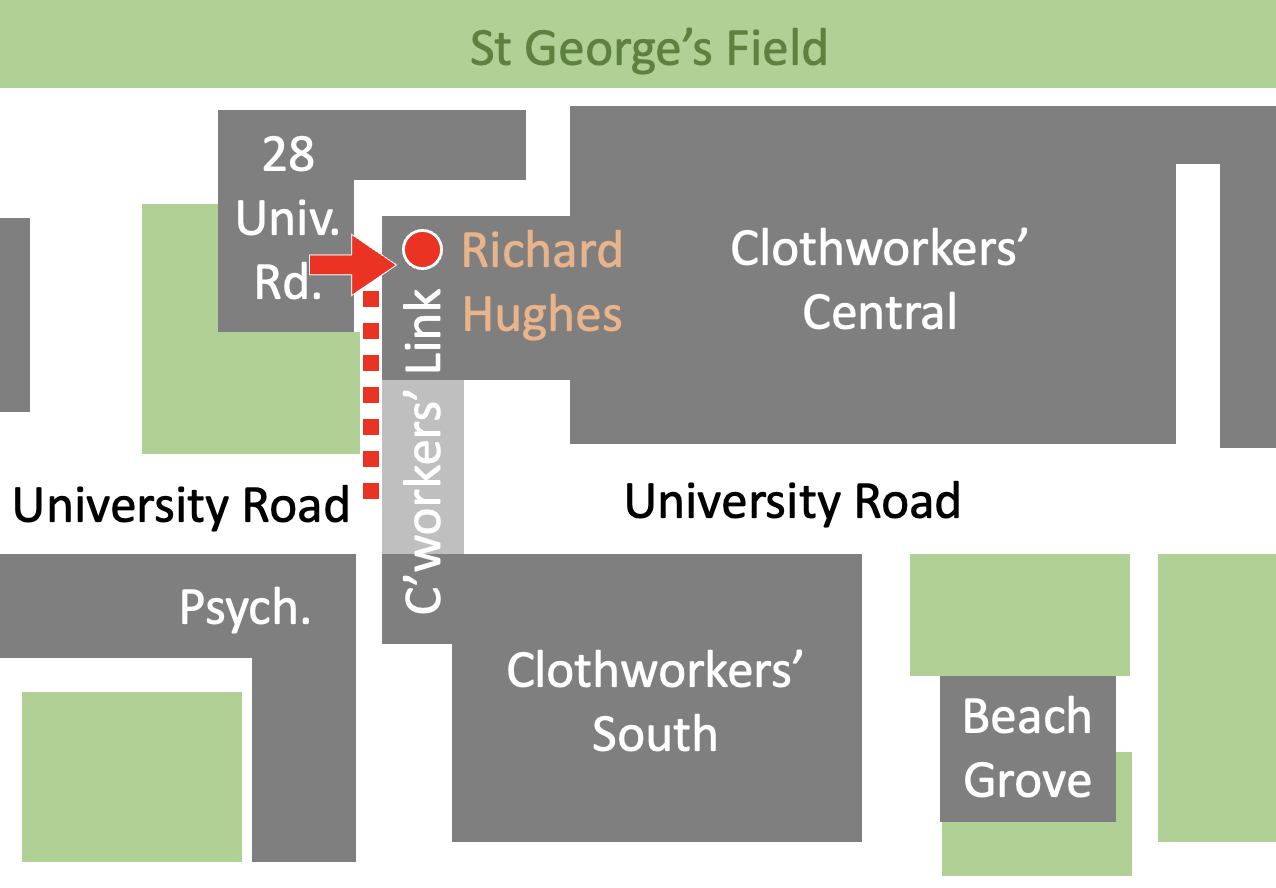 St George’s Field
28
Univ.
Rd.
Richard
Hughes
Clothworkers’
Central
C’workers’ Link
University Road
University Road
Psych.
Clothworkers’
South
Beach
Grove